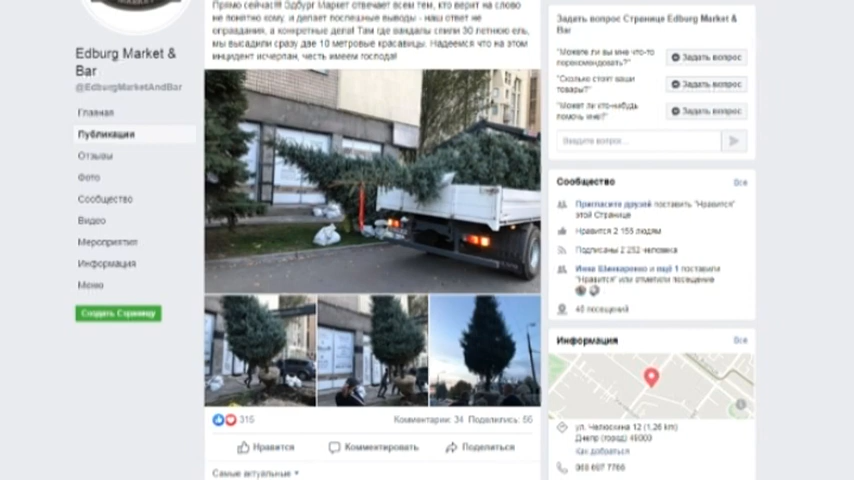 MARKET
Edburg Market &
Bar
@EdburgMarketAndBar
Главная
Публикации
Отзывы
Фото
Сообщество
Видео
Мероприятия
Информация
Меню
Создать Страницу
Прямо сейчас!!! Эдбург Маркет отвечает всем тем, кто верит на слово
не понятно кому, и делает поспешные выводы - наш ответ не
оправдания, а конкретные дела! Там где вандалы спили 30 летнюю ель,
мы высадили сразу две 10 метровые красавицы. Надеемся что на этом
инцидент исчерпан, честь имеем господа!
315
Комментарии: 34 Поделились: 56
Нравится
Комментировать
Поделиться
Самые актуальные
Задать вопрос Странице Edburg Market &
Bar
"Можете ли вы мне что-то
порекомендовать?"
Задать вопрос
"Сколько стоят ваши
товары?"
Задать вопрос
"Может ли кто-нибудь
помочь мне?"
Задать вопрос
Введите вопрос...
Сообщество
Все
Пригласите друзей поставить "Нравится"
этой Странице
Нравится 2 155 людям
Подписаны 2 252 человека
и ещё 1 поставили
"Нравится" или отметили посещение
40 посещений
Информация
Все
ул. Челюскина 12 (1,26 km)
Днепр (город) 49000
Как добраться
068 697 7766